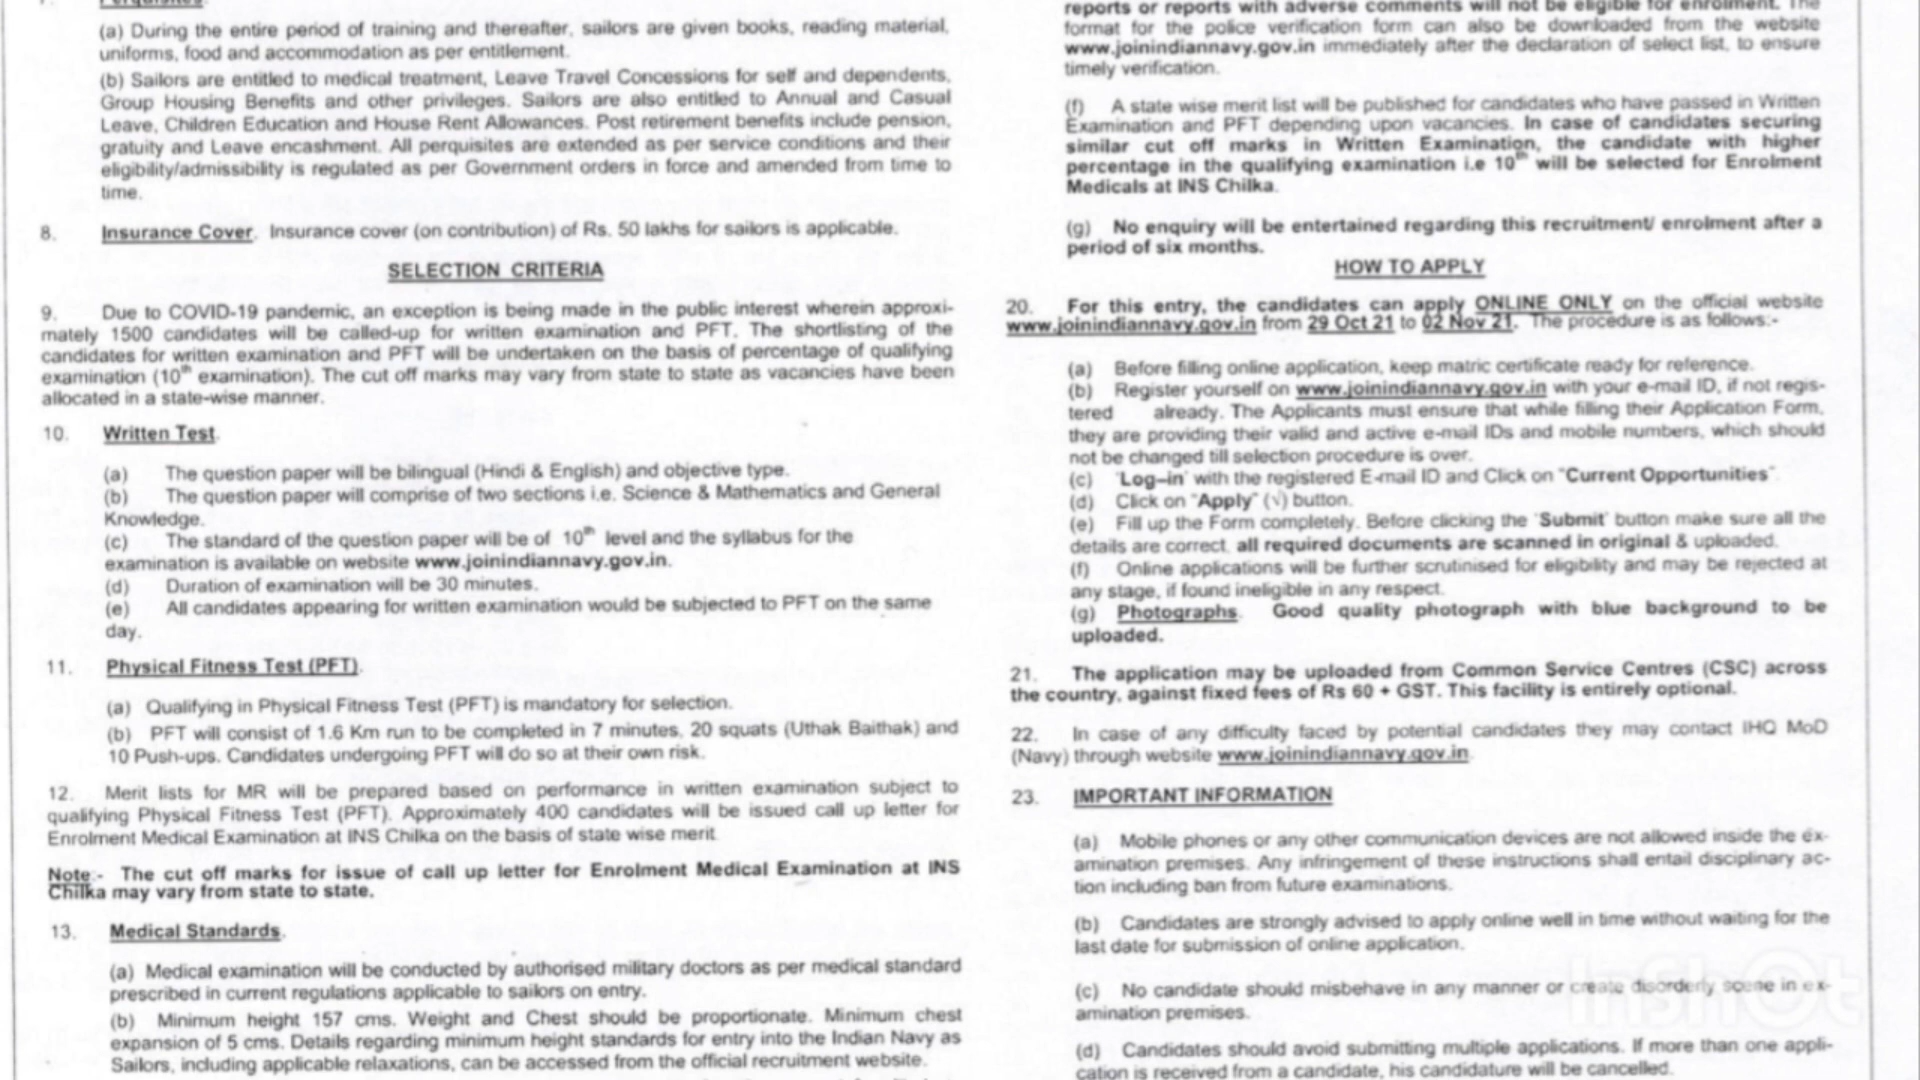 Perquisites
(a) During the entire period of training and thereafter, sailors are given books, reading material,
uniforms, food and accommodation as per entitlement.
(b) Sailors are entitled to medical treatment, Leave Travel Concessions for self and dependents,
Group Housing Benefits and other privileges. Sailors are also entitled to Annual and Casual
Leave, Children Education and House Rent Allowances. Post retirement benefits include pension,
gratuity and Leave encashment. All perquisites are extended as per service conditions and their
eligibility/admissibility is regulated as per Government orders in force and amended from time to
time.
8. Insurance Cover. Insurance cover (on contribution) of Rs. 50 lakhs for sailors is applicable.
SELECTION CRITERIA
9. Due to COVID-19 pandemic, an exception is being made in the public interest wherein approxi-
mately 1500 candidates will be called-up for written examination and PFT. The shortlisting of the
candidates for written examination and PFT will be undertaken on the basis of percentage of qualifying
examination (10th examination). The cut off marks may vary from state to state as vacancies have been
allocated in a state-wise manner.
10. Written Test.
(a) The question paper will be bilingual (Hindi & English) and objective type.
(b) The question paper will comprise of two sections i.e. Science & Mathematics and General
Knowledge.
(c) The standard of the question paper will be of 10th level and the syllabus for the
examination is available on website www.joinindiannavy.gov.in.
(d) Duration of examination will be 30 minutes.
(e) All candidates appearing for written examination would be subjected to PFT on the same
day.
11. Physical Fitness Test (PFT).
(a) Qualifying in Physical Fitness Test (PFT) is mandatory for selection.
(b) PFT will consist of 1.6 Km run to be completed in 7 minutes, 20 squats (Uthak Baithak) and
10 Push-ups. Candidates undergoing PFT will do so at their own risk.
12. Merit lists for MR will be prepared based on performance in written examination subject to
qualifying Physical Fitness Test (PFT). Approximately 400 candidates will be issued call up letter for
Enrolment Medical Examination at INS Chilka on the basis of state wise merit.
Note:- The cut off marks for issue of call up letter for Enrolment Medical Examination at INS
Chilka may vary from state to state.
13. Medical Standards.
(a) Medical examination will be conducted by authorised military doctors as per medical standard
prescribed in current regulations applicable to sailors on entry.
(b) Minimum height 157 cms. Weight and Chest should be proportionate. Minimum chest
expansion of 5 cms. Details regarding minimum height standards for entry into the Indian Navy as
Sailors, including applicable relaxations, can be accessed from the official recruitment website.
reports or reports with adverse comments will not be eligible for enrolment. The
format for the police verification form can also be downloaded from the website
www.joinindiannavy.gov.in immediately after the declaration of select list, to ensure
timely verification.
(f) A state wise merit list will be published for candidates who have passed in Written
Examination and PFT depending upon vacancies. In case of candidates securing
similar cut off marks in Written Examination, the candidate with higher
percentage in the qualifying examination i.e 10th will be selected for Enrolment
Medicals at INS Chilka.
(g) No enquiry will be entertained regarding this recruitment/ enrolment after a
period of six months.
HOW TO APPLY
20. For this entry, the candidates can apply ONLINE ONLY on the official website
www.joinindiannavy.gov.in from 29 Oct 21 to 02 Nov 21. The procedure is as follows:-
(a) Before filling online application, keep matric certificate ready for reference.
(b) Register yourself on www.joinindiannavy.gov.in with your e-mail ID, if not regis-
tered already. The Applicants must ensure that while filling their Application Form,
they are providing their valid and active e-mail IDs and mobile numbers, which should
not be changed till selection procedure is over.
(c) 'Log–in' with the registered E-mail ID and Click on "Current Opportunities".
(d) Click on "Apply" (√) button.
(e) Fill up the Form completely. Before clicking the 'Submit' button make sure all the
details are correct, all required documents are scanned in original & uploaded.
(f) Online applications will be further scrutinised for eligibility and may be rejected at
any stage, if found ineligible in any respect.
(g) Photographs. Good quality photograph with blue background to be
uploaded.
21. The application may be uploaded from Common Service Centres (CSC) across
the country, against fixed fees of Rs 60 + GST. This facility is entirely optional.
22. In case of any difficulty faced by potential candidates they may contact IHQ MoD
(Navy) through website www.joinindiannavy.gov.in.
23. IMPORTANT INFORMATION
(a) Mobile phones or any other communication devices are not allowed inside the ex-
amination premises. Any infringement of these instructions shall entail disciplinary ac-
tion including ban from future examinations.
(b) Candidates are strongly advised to apply online well in time without waiting for the
last date for submission of online application.
(c) No candidate should misbehave in any manner or create disorderly scene in ex-
amination premises.
(d) Candidates should avoid submitting multiple applications. If more than one appli-
cation is received from a candidate, his candidature will be cancelled.
InShOt